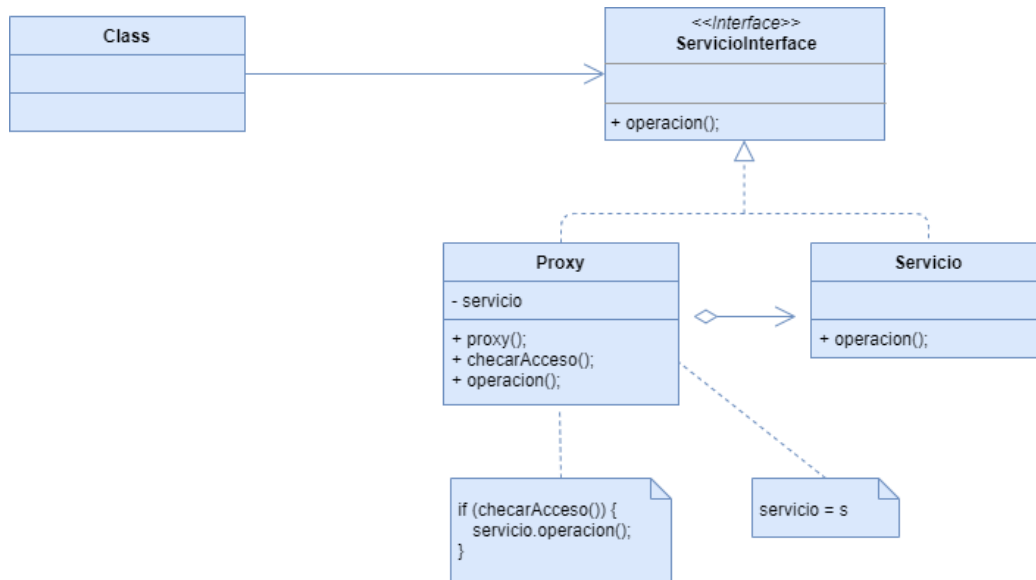 Class
<<Interface>>
ServicioInterface
+ operacion();
Proxy
- servicio
+ proxy();
+ checarAcceso();
+ operacion();
Servicio
+ operacion();
if (checarAcceso()) {
servicio.operacion();
}
servicio = s